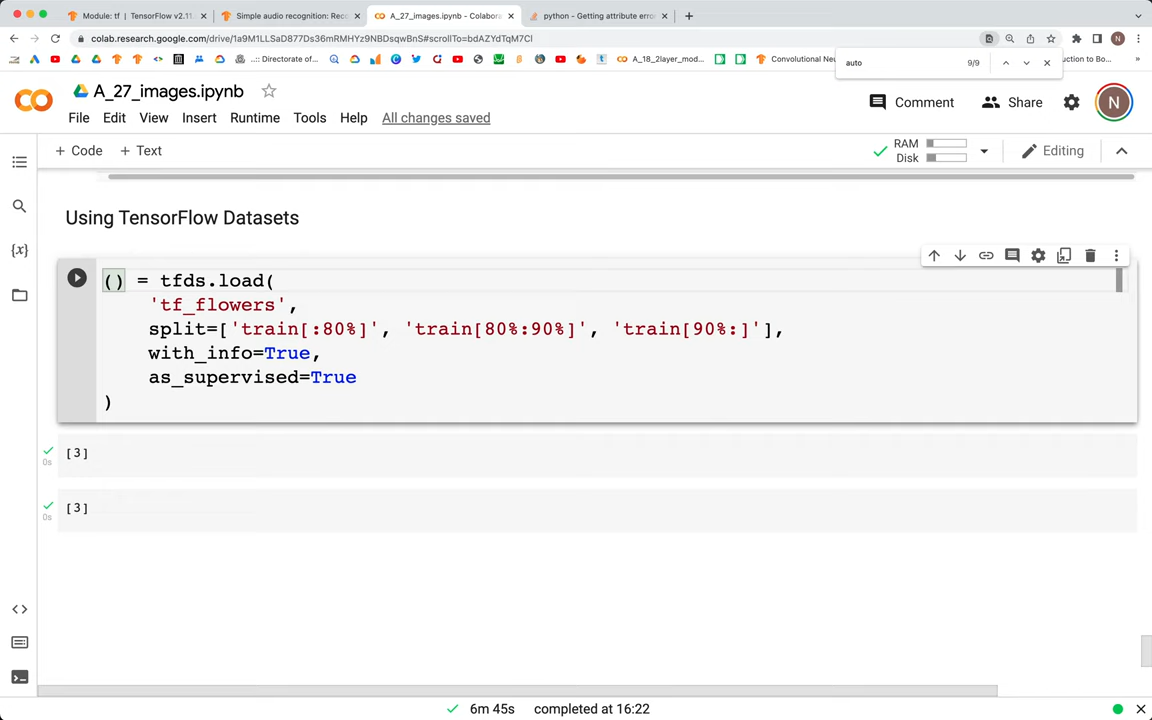 Module: tf | TensorFlow v2.11
Simple audio recognition: Rec
A_27_images.ipynb - Colabora
python - Getting attribute erro
colab.research.google.com/drive/1a9M1LLSaD877Ds36mRMHYz9NBDsqwBnS#scrollTo=bdAZYdTqM7Cl
..:: Directorate of...
A_18_2layer_mod...
Convolutional Neu
uction to Bo...
auto
9/9
A_27_images.ipynb
File Edit View Insert Runtime Tools Help All changes saved
Comment
Share
N
+ Code + Text
RAM
Disk
Editing
Using TensorFlow Datasets
() = tfds.load(
'tf_flowers',
split=['train[:80%]', 'train[80%:90%]', 'train[90%:]'],
with_info=True,
as_supervised=True
)
[3]
0s
[3]
0s
6m 45s completed at 16:22